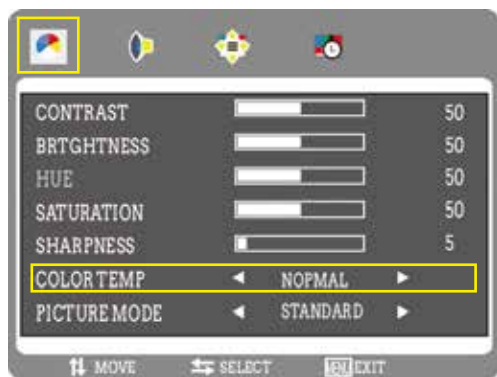 CONTRAST 50
BRTGHTNESS 50
HUE 50
SATURATION 50
SHARPNESS 5
COLOR TEMP NOPMAL
PICTURE MODE STANDARD
MOVE SELECT MENU EXIT